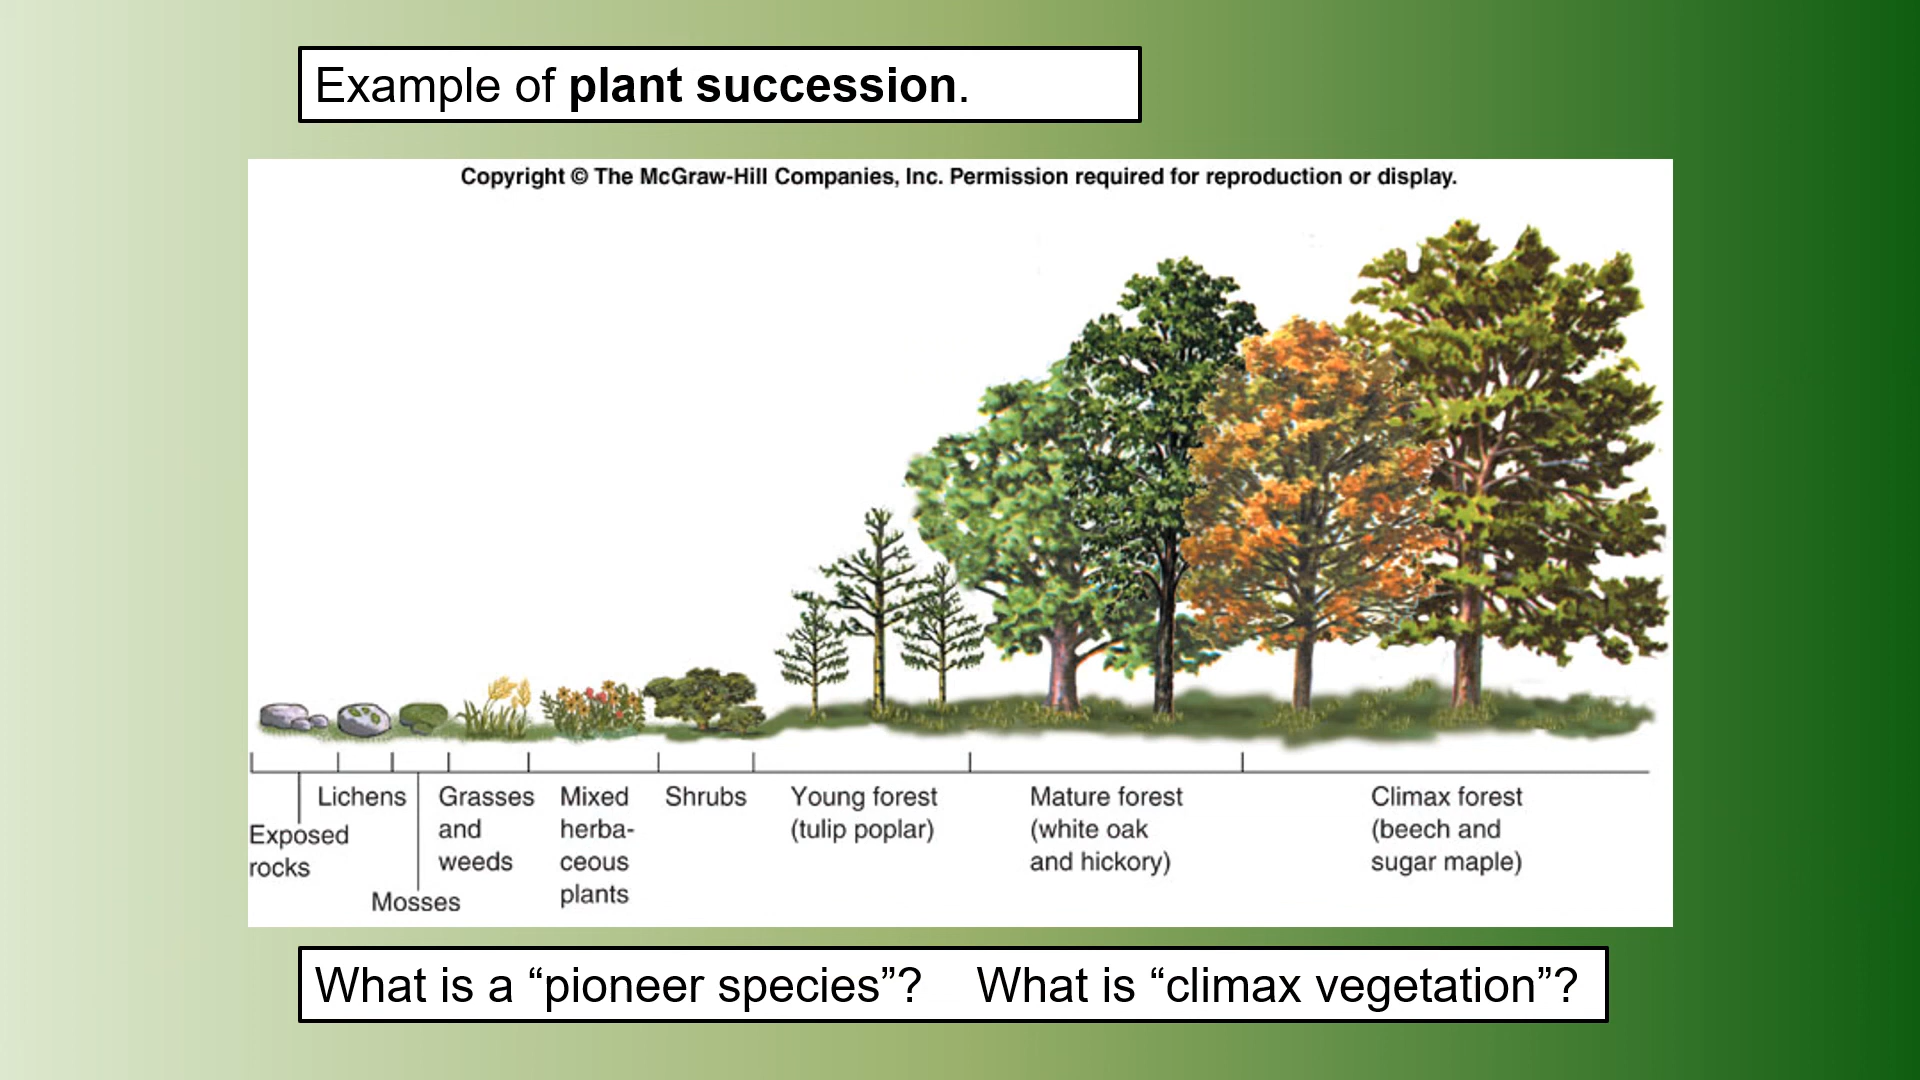 Example of plant succession.
Copyright © The McGraw-Hill Companies, Inc. Permission required for reproduction or display.
Exposed
rocks
Lichens
Mosses
Grasses
and
weeds
Mixed
herba-
ceous
plants
Shrubs
Young forest
(tulip poplar)
Mature forest
(white oak
and hickory)
Climax forest
(beech and
sugar maple)
What is a “pioneer species”? What is “climax vegetation”?